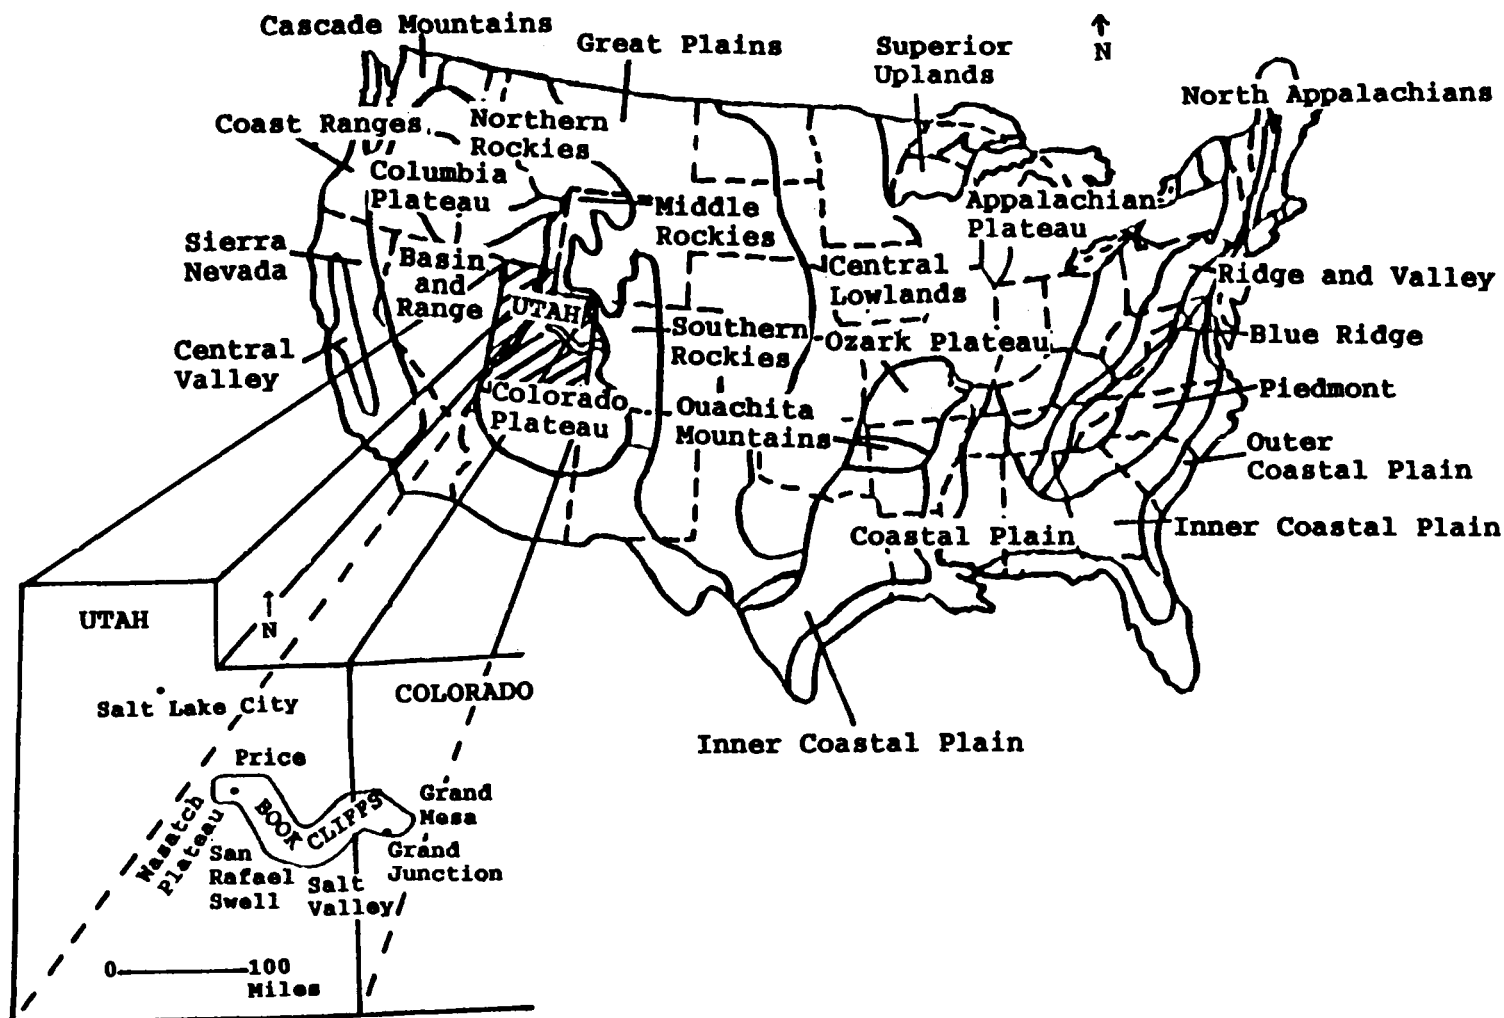 Cascade Mountains
Great Plains
Superior
Uplands
↑
N
North Appalachians
Coast Ranges
Northern
Rockies
Columbia
Plateau
Middle
Rockies
Appalachian
Plateau
Sierra
Nevada
Basin
and
Range
UTAH
Central
Lowlands
Ridge and Valley
Southern
Rockies
Ozark Plateau
Blue Ridge
Central
Valley
Colorado
Plateau
Ouachita
Mountains
Piedmont
Outer
Coastal Plain
Coastal Plain
Inner Coastal Plain
Inner Coastal Plain
UTAH
↑
N
COLORADO
Salt Lake City
Price
BOOK CLIFFS
Grand
Mesa
Wasatch
Plateau
San
Rafael
Swell
Salt
Valley
Grand
Junction
0 100
Miles